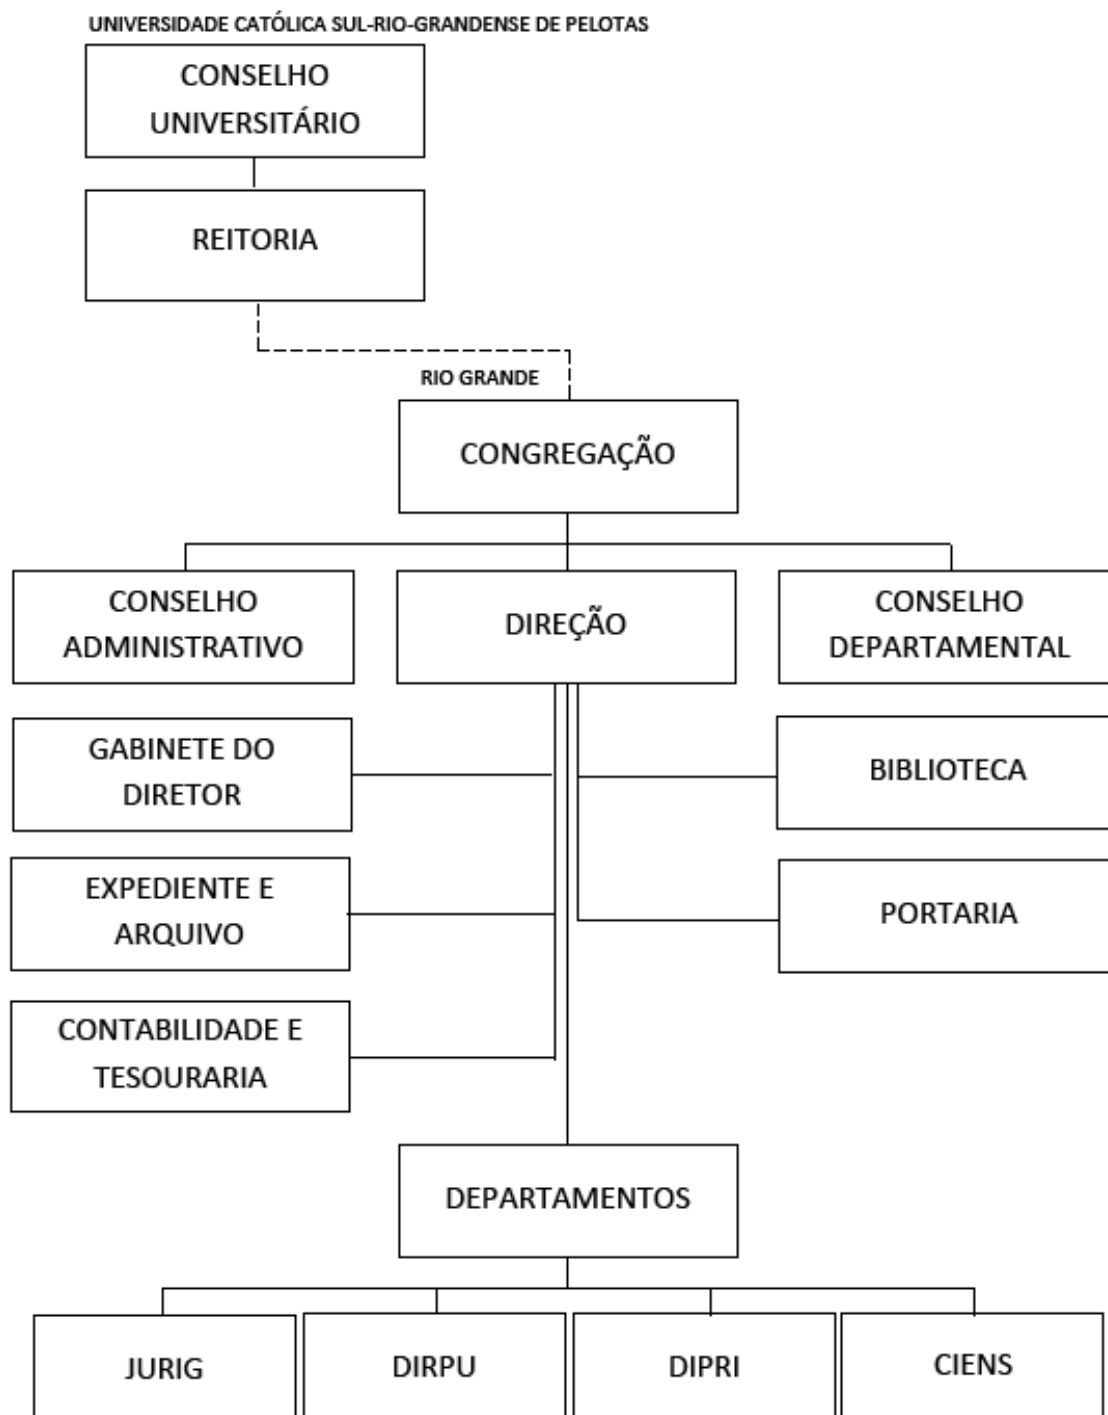 UNIVERSIDADE CATÓLICA SUL-RIO-GRANDENSE DE PELOTAS
CONSELHO
UNIVERSITÁRIO
REITORIA
RIO GRANDE
CONGREGAÇÃO
CONSELHO
ADMINISTRATIVO
DIREÇÃO
CONSELHO
DEPARTAMENTAL
GABINETE DO
DIRETOR
BIBLIOTECA
EXPEDIENTE E
ARQUIVO
PORTARIA
CONTABILIDADE E
TESOURARIA
DEPARTAMENTOS
JURIG
DIRPU
DIPRI
CIENS